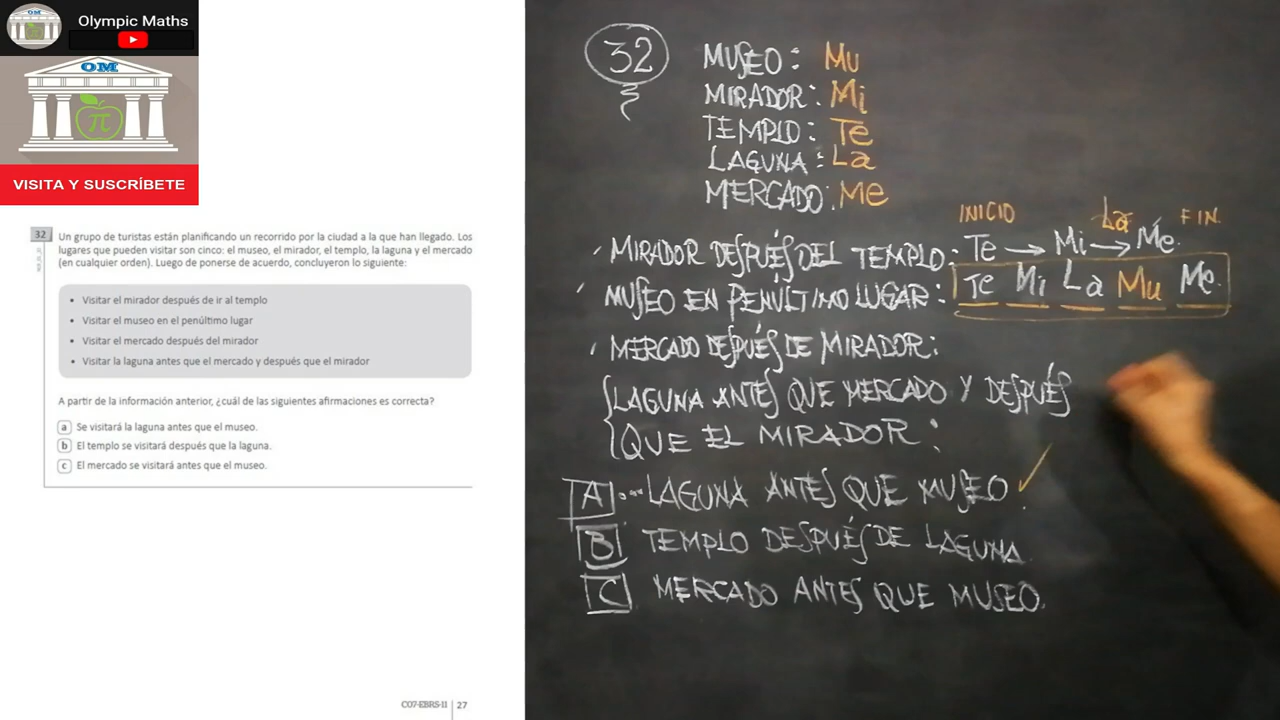 OM
Olympic Maths
OM
π
VISITA Y SUSCRÍBETE
32
Un grupo de turistas están planificando un recorrido por la ciudad a la que han llegado. Los
lugares que pueden visitar son cinco: el museo, el mirador, el templo, la laguna y el mercado
(en cualquier orden). Luego de ponerse de acuerdo, concluyeron lo siguiente:
• Visitar el mirador después de ir al templo
• Visitar el museo en el penúltimo lugar
• Visitar el mercado después del mirador
• Visitar la laguna antes que el mercado y después que el mirador
A partir de la información anterior, ¿cuál de las siguientes afirmaciones es correcta?
a Se visitará la laguna antes que el museo.
b El templo se visitará después que la laguna.
c El mercado se visitará antes que el museo.
C07-EBRS-11 27
32
MUSEO: Mu
MIRADOR: Mi
TEMPLO: Te
LAGUNA: La
MERCADO: Me
INICIO La FIN
MIRADOR DESPUÉS DEL TEMPLO: Te → Mi → Me.
MUSEO EN PENÚLTIMO LUGAR: Te Mi La Mu Me.
MERCADO DESPUÉS DE MIRADOR:
LAGUNA ANTES QUE MERCADO Y DESPUÉS
QUE EL MIRADOR:
A LAGUNA ANTES QUE MUSEO ✓
B TEMPLO DESPUÉS DE LAGUNA
C MERCADO ANTES QUE MUSEO.